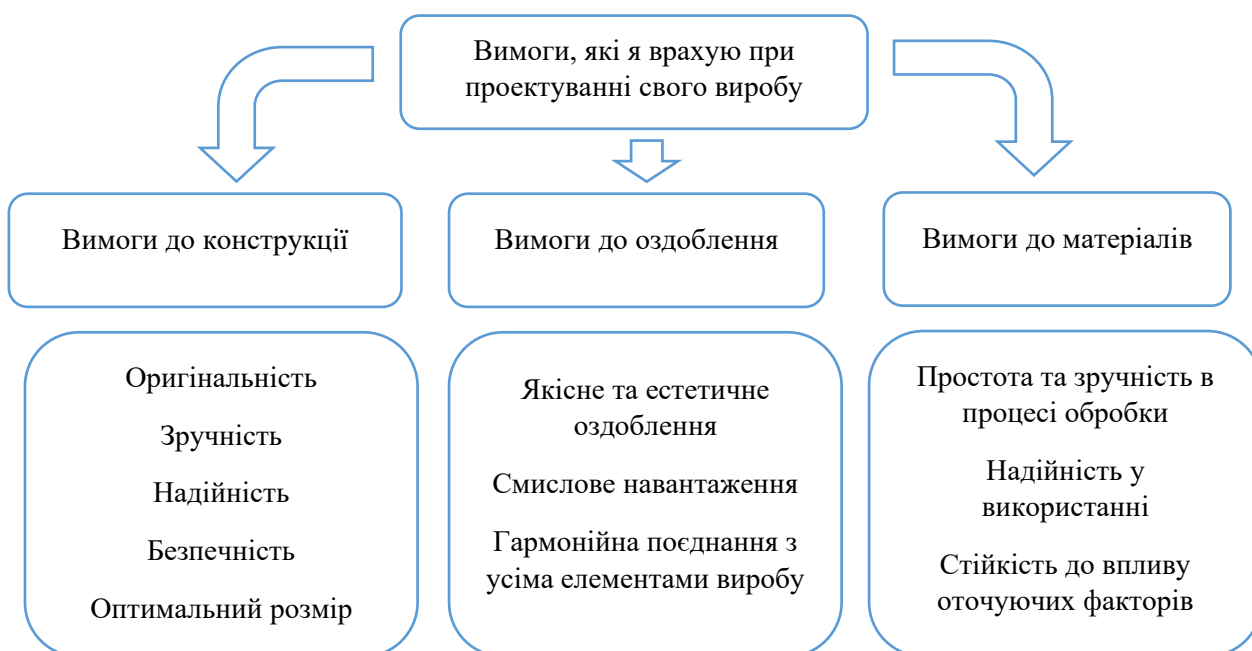 Вимоги, які я врахую при
проектуванні свого виробу
Вимоги до конструкції
Вимоги до оздоблення
Вимоги до матеріалів
Оригінальність
Зручність
Надійність
Безпечність
Оптимальний розмір
Якісне та естетичне
оздоблення
Смислове навантаження
Гармонійна поєднання з
усіма елементами виробу
Простота та зручність в
процесі обробки
Надійність у
використанні
Стійкість до впливу
оточуючих факторів